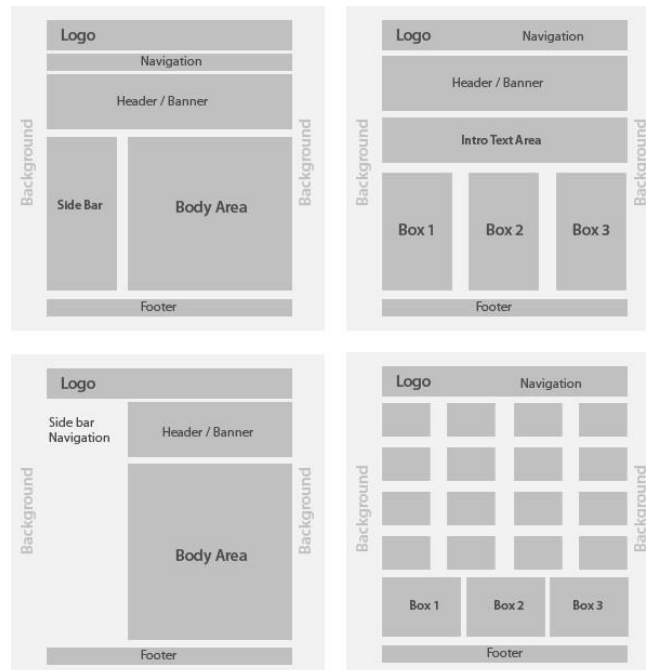 Logo
Navigation
Header / Banner
Background
Background
Side Bar
Body Area
Footer
Logo
Navigation
Header / Banner
Intro Text Area
Background
Background
Box 1
Box 2
Box 3
Footer
Logo
Side bar
Navigation
Header / Banner
Background
Background
Body Area
Footer
Logo
Navigation
Background
Background
Box 1
Box 2
Box 3
Footer